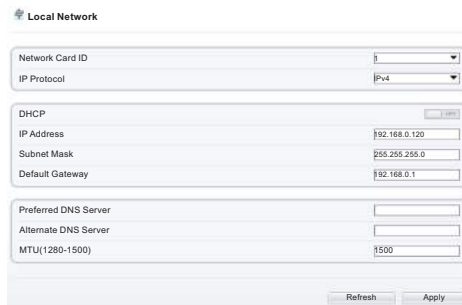 Local Network
Network Card ID 1
IP Protocol IPv4
DHCP OFF
IP Address 192.168.0.120
Subnet Mask 255.255.255.0
Default Gateway 192.168.0.1
Preferred DNS Server
Alternate DNS Server
MTU(1280-1500) 1500
Refresh Apply